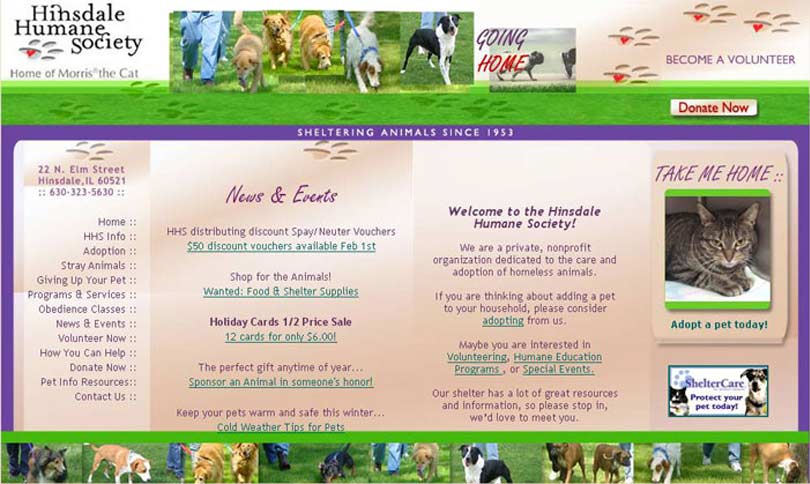 Hinsdale
Humane
Society
Home of Morris®the Cat
GOING
HOME
BECOME A VOLUNTEER
Donate Now
SHELTERING ANIMALS SINCE 1953
22 N. Elm Street
Hinsdale,IL 60521
:: 630-323-5630 ::
Home ::
HHS Info ::
Adoption ::
Stray Animals ::
Giving Up Your Pet ::
Programs & Services ::
Obedience Classes ::
News & Events ::
Volunteer Now ::
How You Can Help ::
Donate Now ::
Pet Info Resources::
Contact Us ::
News & Events
HHS distributing discount Spay/Neuter Vouchers
$50 discount vouchers available Feb 1st
Shop for the Animals!
Wanted: Food & Shelter Supplies
Holiday Cards 1/2 Price Sale
12 cards for only $6.00!
The perfect gift anytime of year...
Sponsor an Animal in someone's honor!
Keep your pets warm and safe this winter...
Cold Weather Tips for Pets
Welcome to the Hinsdale
Humane Society!
We are a private, nonprofit
organization dedicated to the care and
adoption of homeless animals.
If you are thinking about adding a pet
to your household, please consider
adopting from us.
Maybe you are interested in
Volunteering, Humane Education
Programs , or Special Events.
Our shelter has a lot of great resources
and information, so please stop in,
we'd love to meet you.
TAKE ME HOME ::
Adopt a pet today!
ShelterCare
Protect your
pet today!